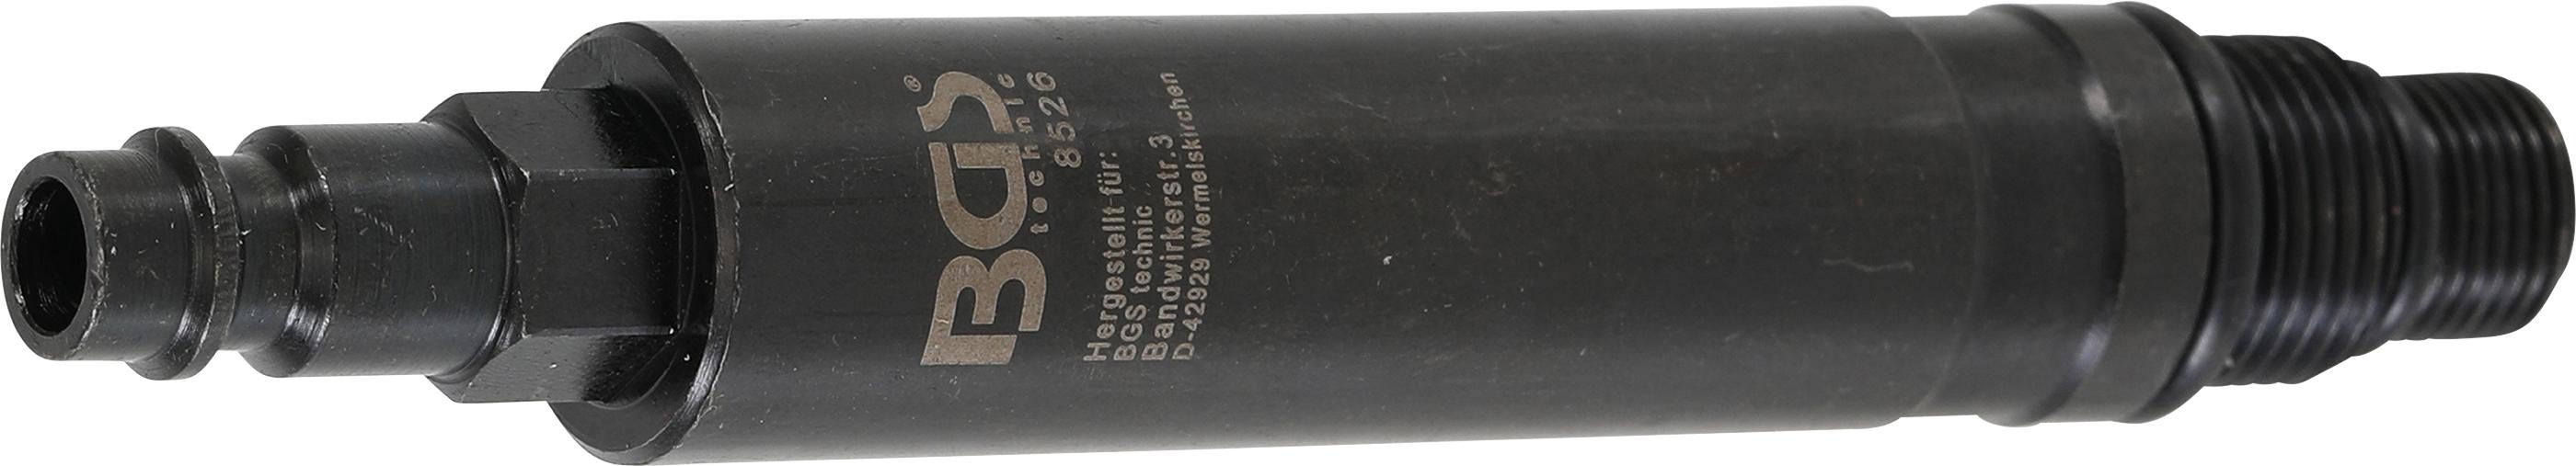 BGS®
technic
8526
Hergestellt für:
BGS technic
Bandwirkerstr.3
D-42929 Wermelskirchen